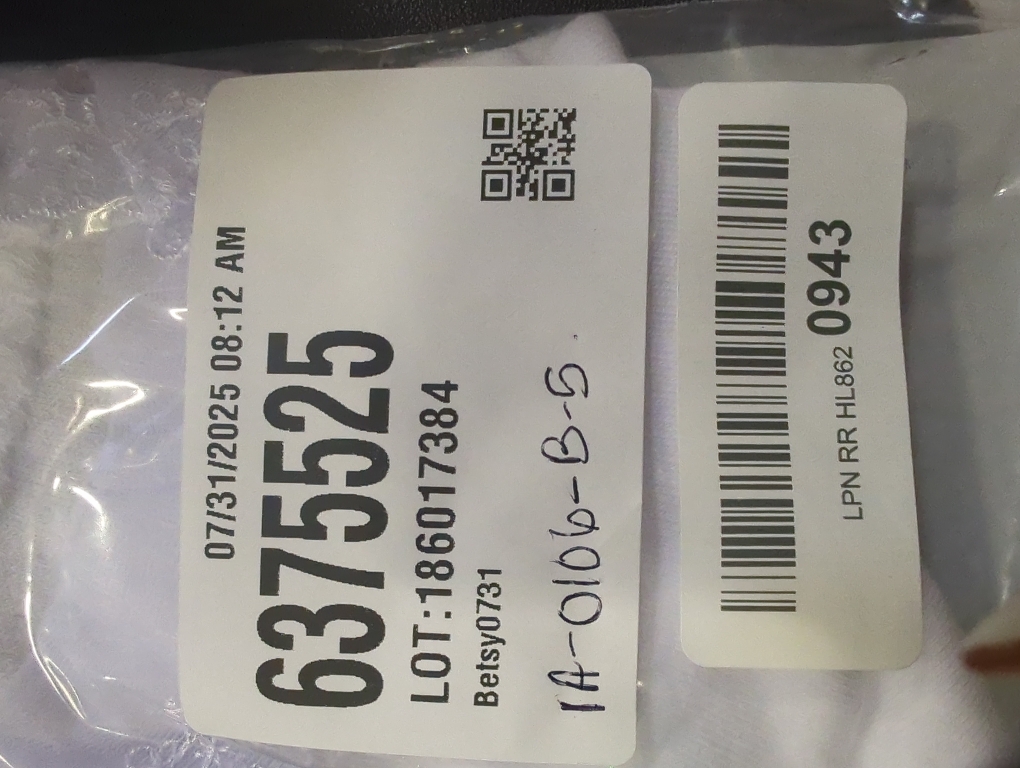 07/31/2025 08:12 AM
6375525
LOT:186017384
Betsy0731
1A-0106-B-5.
LPN RR HL862 0943